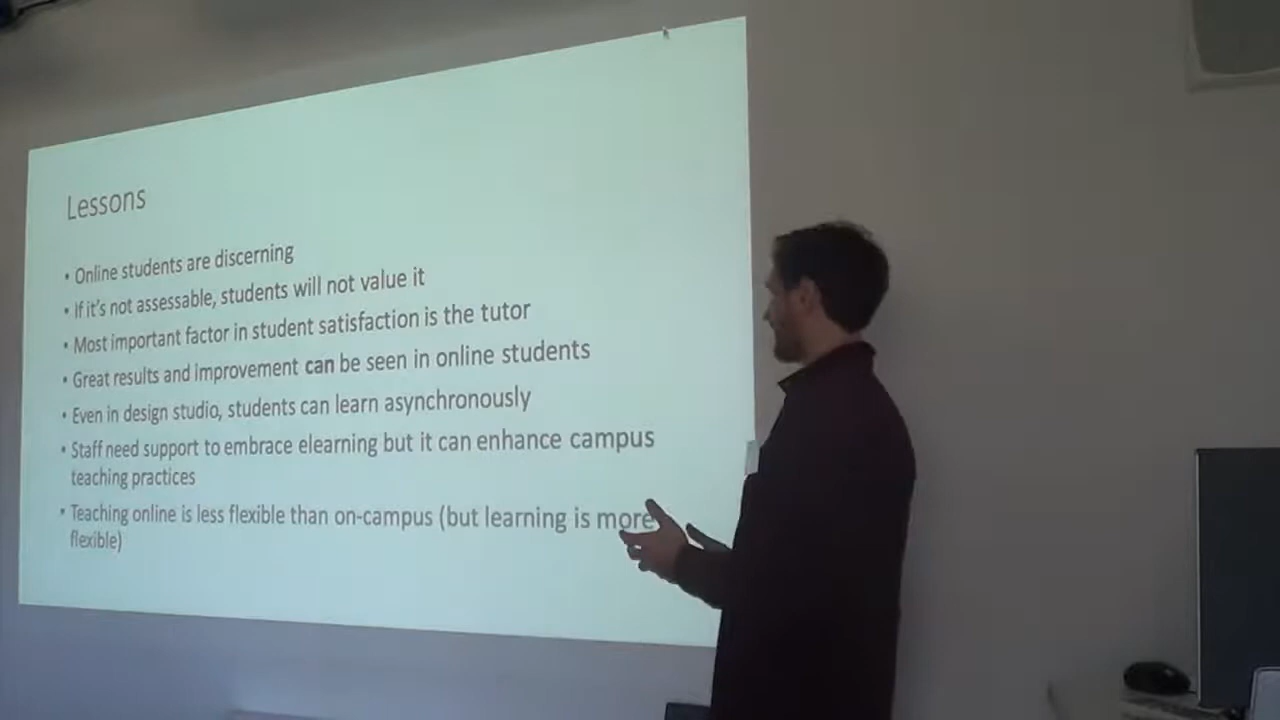 Lessons
• Online students are discerning
• If it's not assessable, students will not value it
• Most important factor in student satisfaction is the tutor
• Great results and improvement can be seen in online students
• Even in design studio, students can learn asynchronously
• Staff need support to embrace elearning but it can enhance campus
teaching practices
• Teaching online is less flexible than on-campus (but learning is more
flexible)